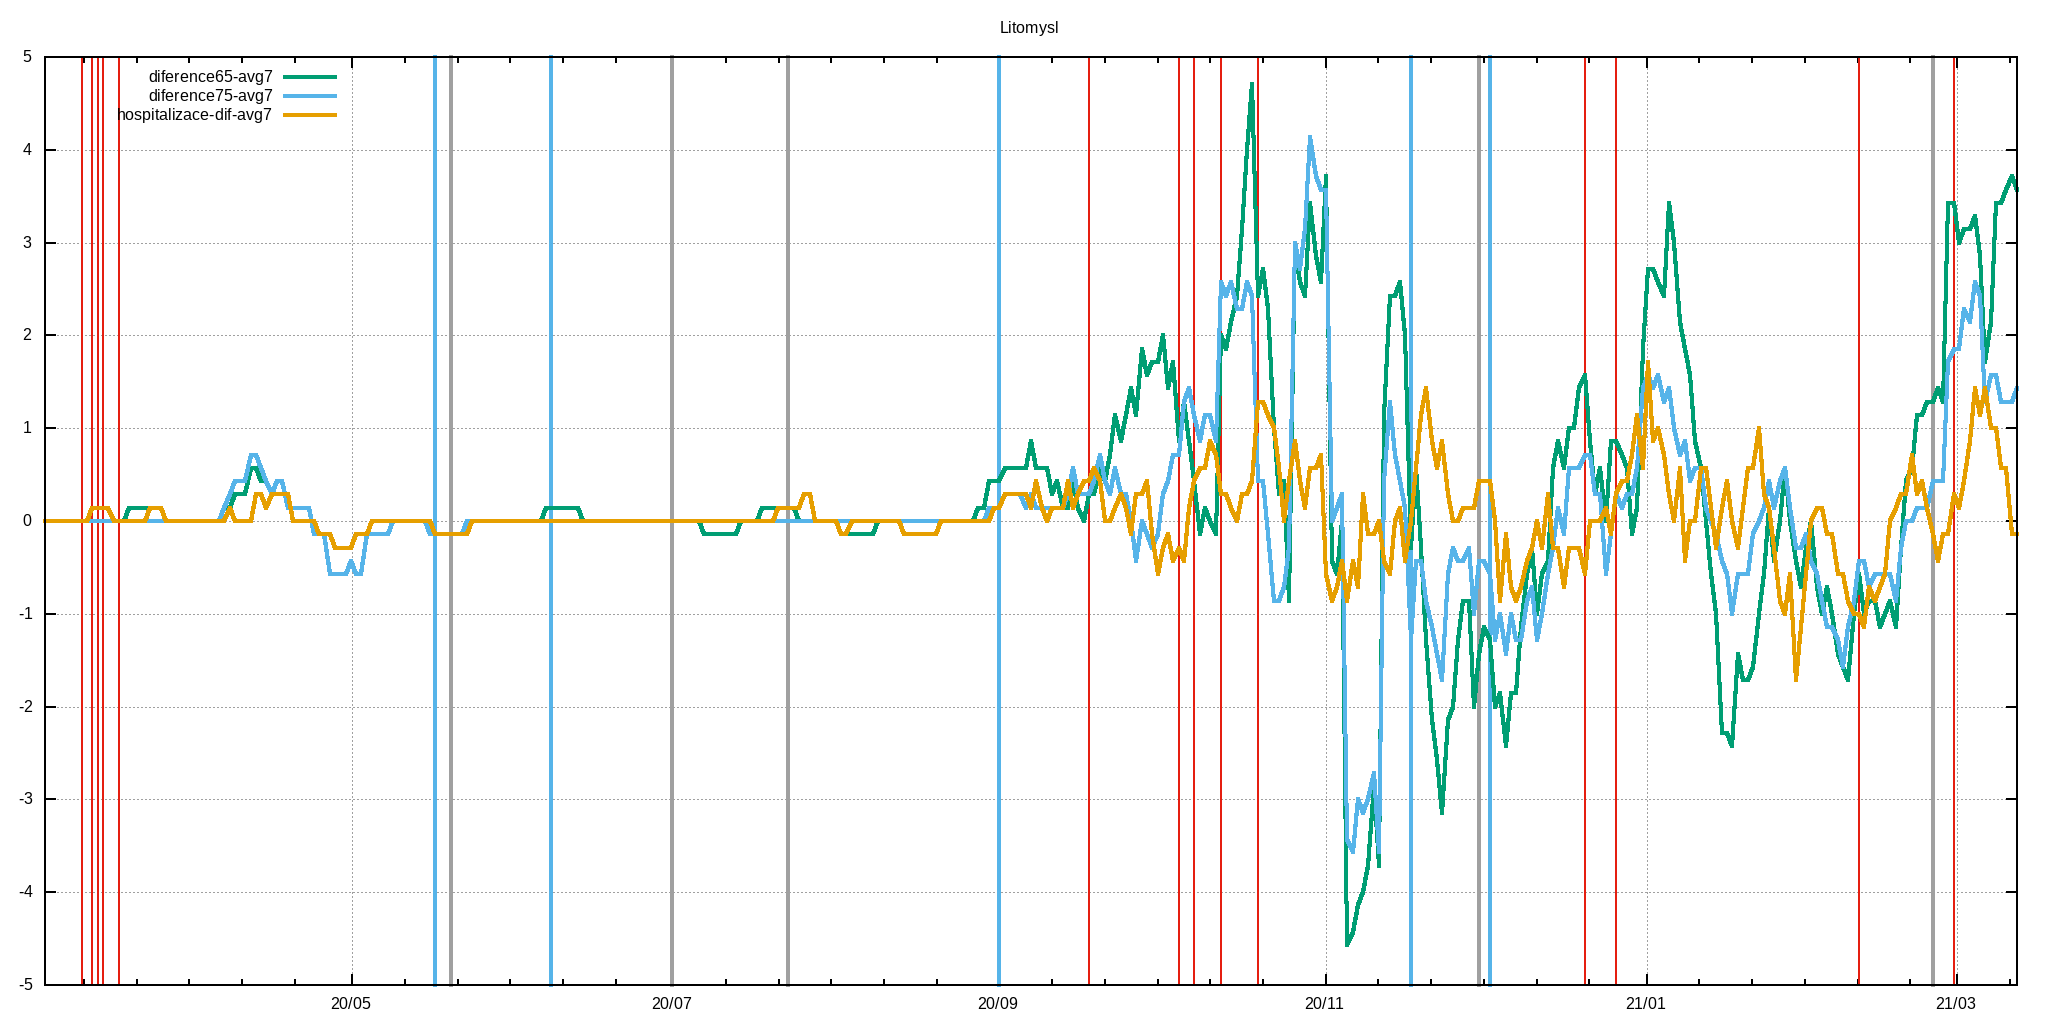 Litomysl
5
diference65-avg7
diference75-avg7
hospitalizace-dif-avg7
4
3
2
1
0
-1
-2
-3
-4
-5
20/05 20/07 20/09 20/11 21/01 21/03